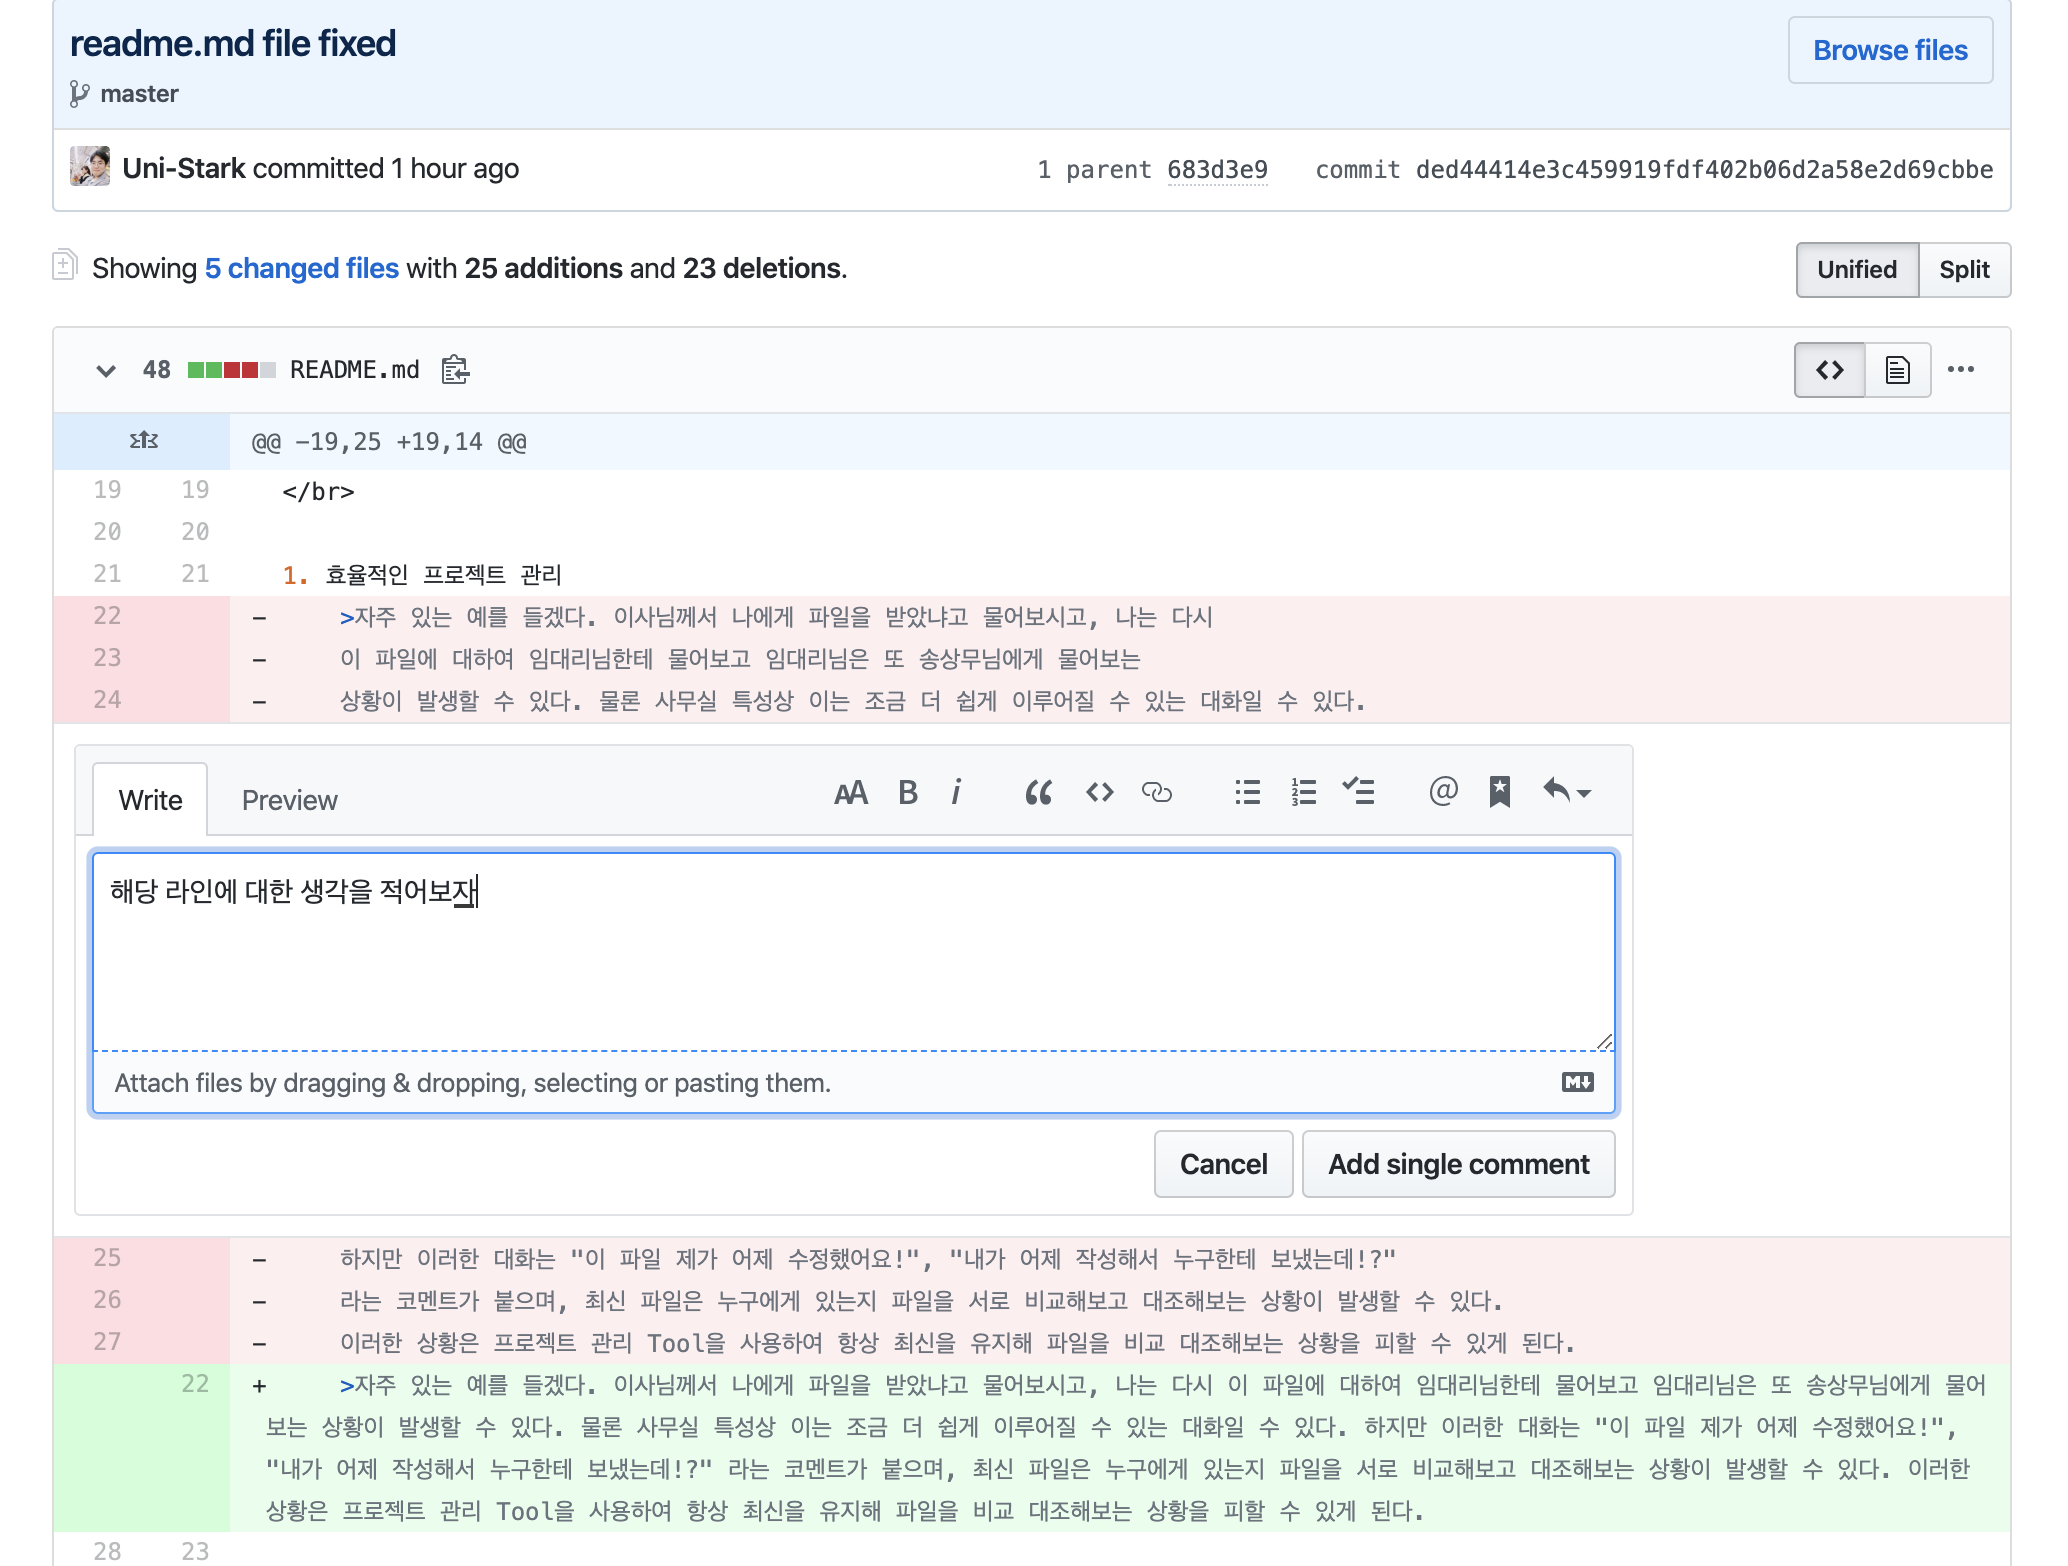 readme.md file fixed
Browse files
master
Uni-Stark committed 1 hour ago
1 parent 683d3e9 commit ded44414e3c459919fdf402b06d2a58e2d69cbbe
Showing 5 changed files with 25 additions and 23 deletions.
Unified Split
48 README.md
@@ -19,25 +19,14 @@
19 19 </br>
20 20
21 21 1. 효율적인 프로젝트 관리
22 - >자주 있는 예를 들겠다. 이사님께서 나에게 파일을 받았냐고 물어보시고, 나는 다시
23 - 이 파일에 대하여 임대리님한테 물어보고 임대리님은 또 송상무님에게 물어보는
24 - 상황이 발생할 수 있다. 물론 사무실 특성상 이는 조금 더 쉽게 이루어질 수 있는 대화일 수 있다.
Write Preview
해당 라인에 대한 생각을 적어보자
Attach files by dragging & dropping, selecting or pasting them.
Cancel Add single comment
25 - 하지만 이러한 대화는 "이 파일 제가 어제 수정했어요!", "내가 어제 작성해서 누구한테 보냈는데!?"
26 - 라는 코멘트가 붙으며, 최신 파일은 누구에게 있는지 파일을 서로 비교해보고 대조해보는 상황이 발생할 수 있다.
27 - 이러한 상황은 프로젝트 관리 Tool을 사용하여 항상 최신을 유지해 파일을 비교 대조해보는 상황을 피할 수 있게 된다.
22 + >자주 있는 예를 들겠다. 이사님께서 나에게 파일을 받았냐고 물어보시고, 나는 다시 이 파일에 대하여 임대리님한테 물어보고 임대리님은 또 송상무님에게 물어
보는 상황이 발생할 수 있다. 물론 사무실 특성상 이는 조금 더 쉽게 이루어질 수 있는 대화일 수 있다. 하지만 이러한 대화는 "이 파일 제가 어제 수정했어요!",
"내가 어제 작성해서 누구한테 보냈는데!?" 라는 코멘트가 붙으며, 최신 파일은 누구에게 있는지 파일을 서로 비교해보고 대조해보는 상황이 발생할 수 있다. 이러한
상황은 프로젝트 관리 Tool을 사용하여 항상 최신을 유지해 파일을 비교 대조해보는 상황을 피할 수 있게 된다.
28 23